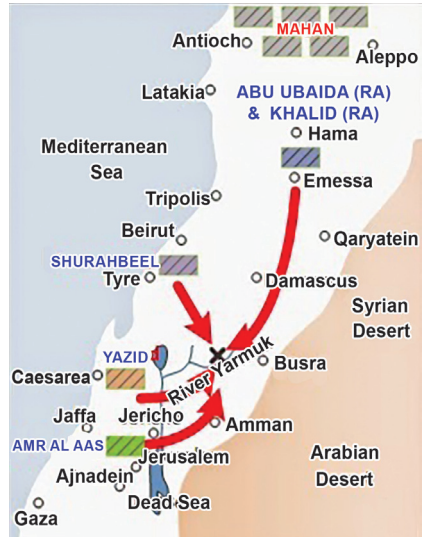 MAHAN
Antioch
Aleppo
Latakia
ABU UBAIDA (RA)
& KHALID (RA)
Hama
Mediterranean
Sea
Emessa
Tripolis
Beirut
Qaryatein
SHURAHBEEL
Tyre
Damascus
Syrian
Desert
YAZID
River Yarmuk
Busra
Caesarea
Jaffa
Jericho
Amman
AMR AL AAS
Jerusalem
Arabian
Desert
Ajnadein
Dead Sea
Gaza